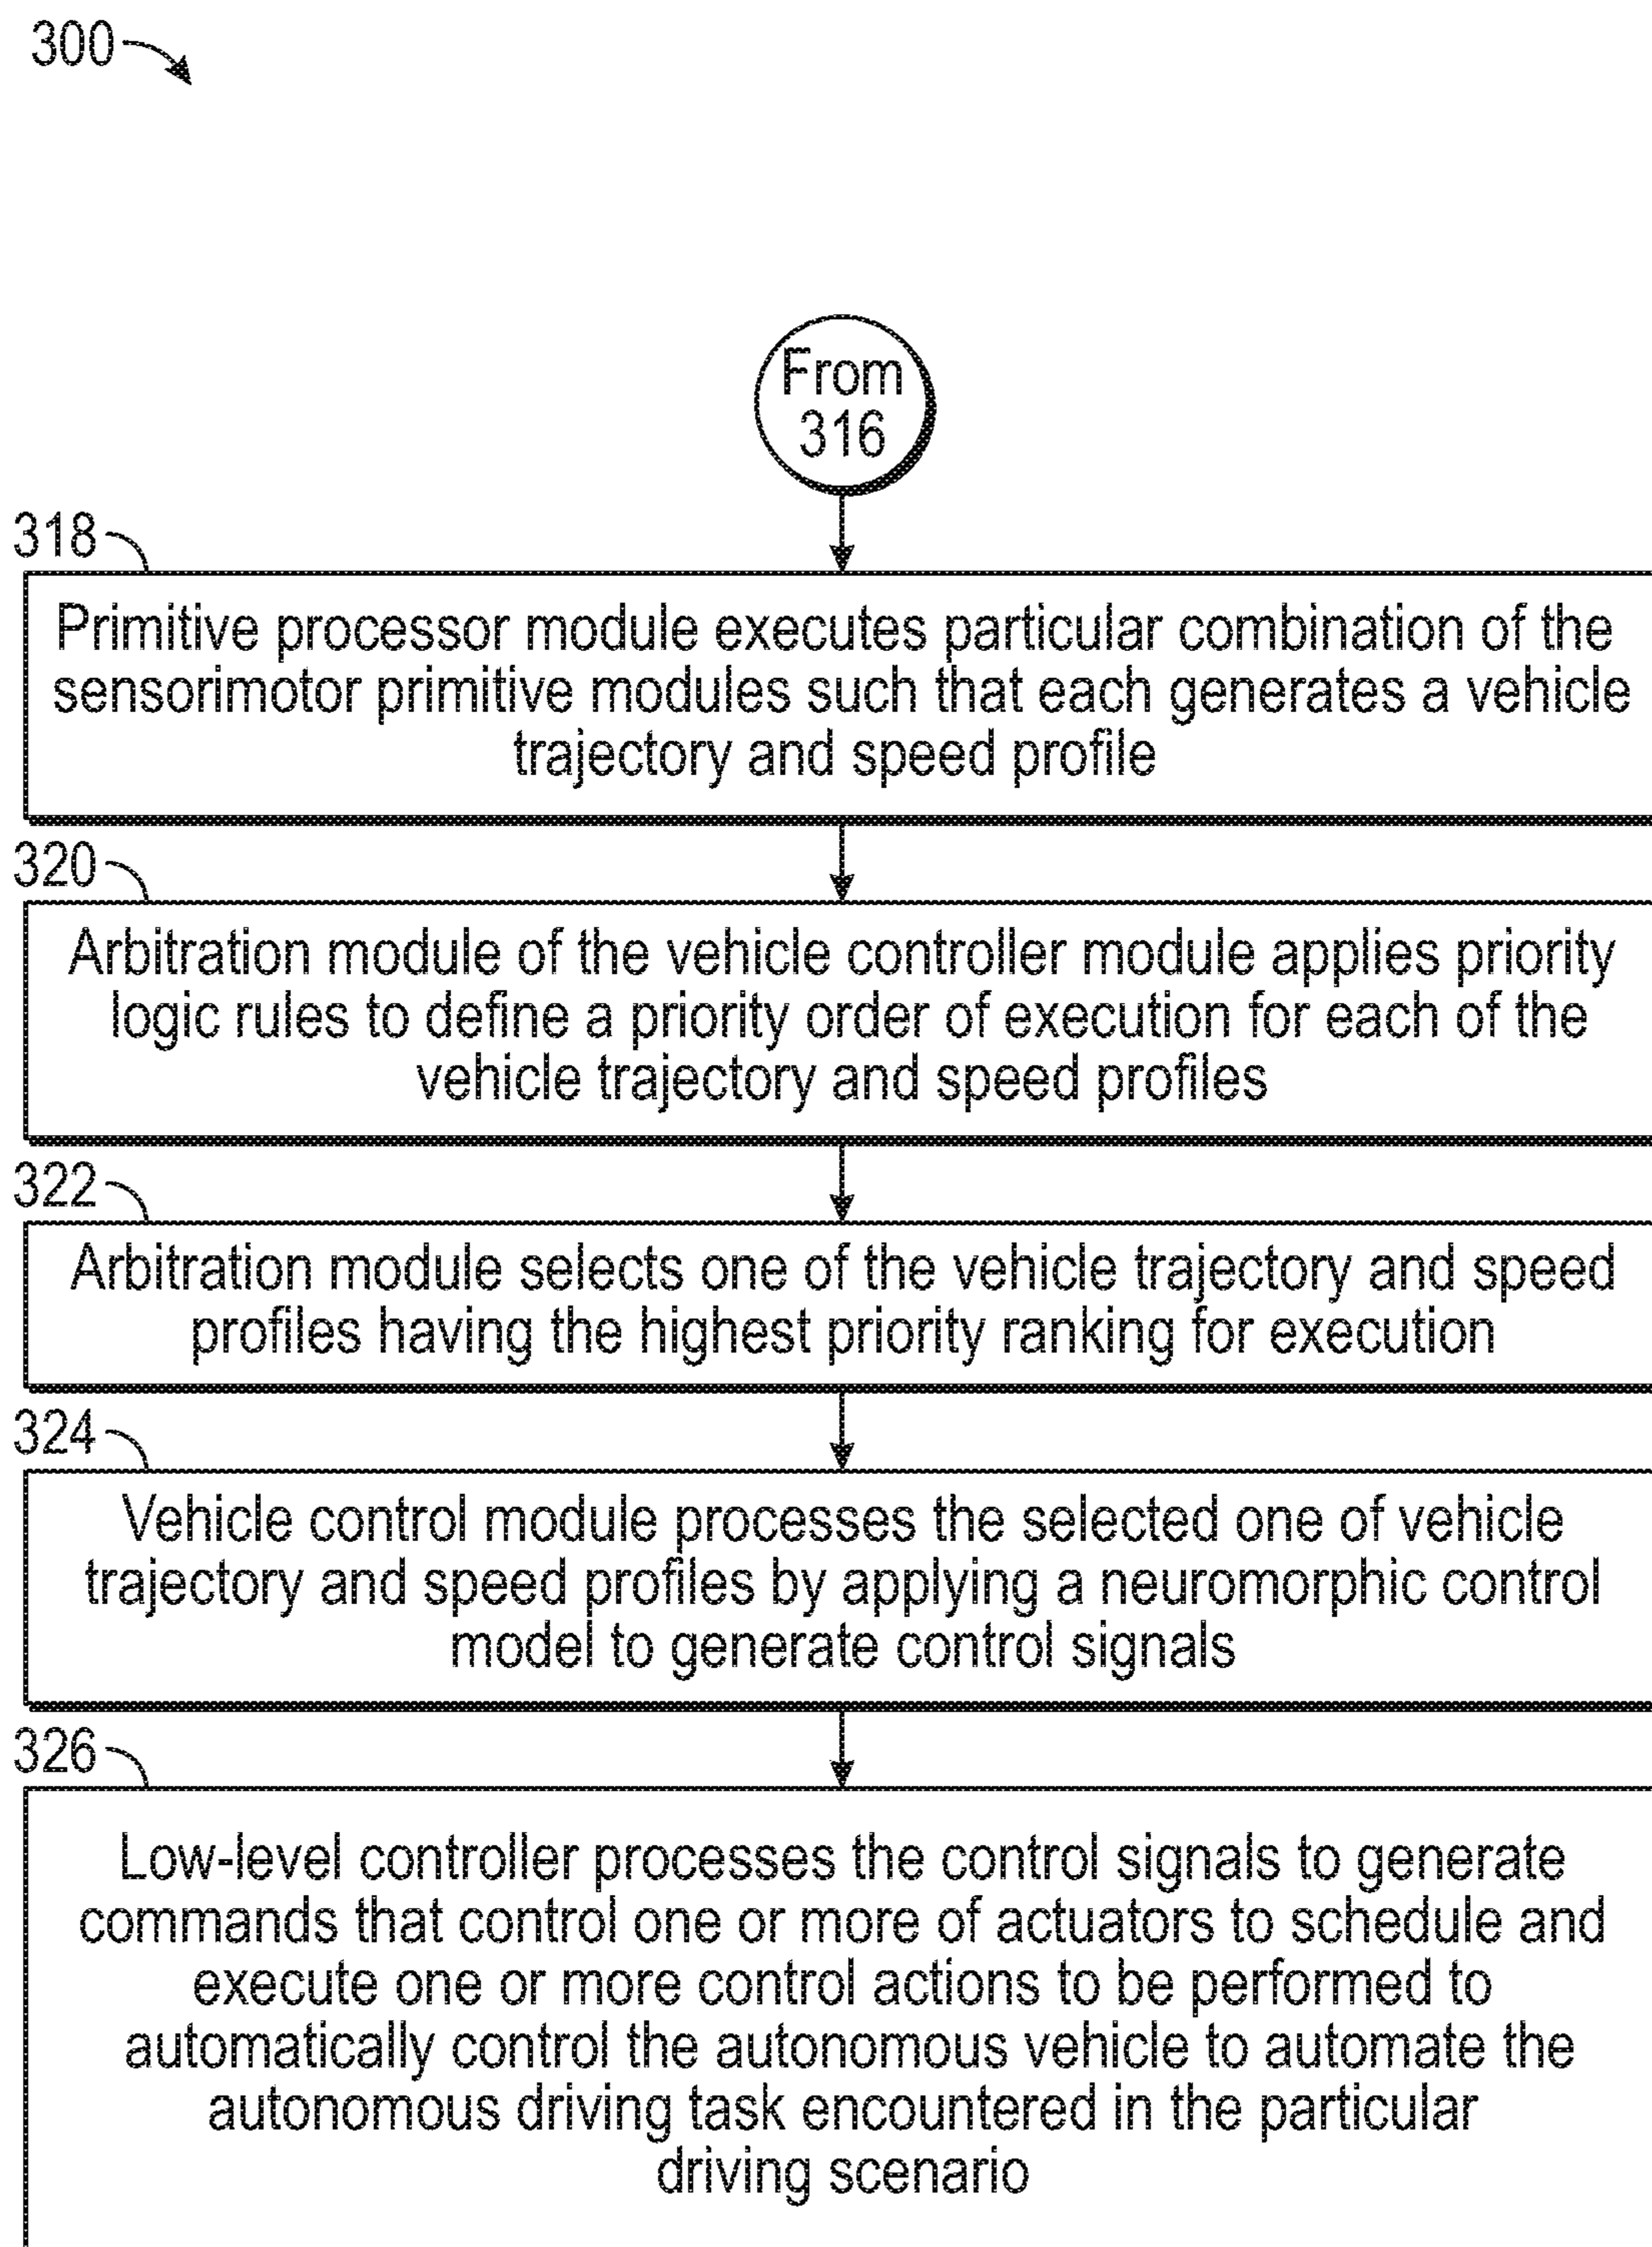 300
From
316
318
Primitive processor module executes particular combination of the
sensorimotor primitive modules such that each generates a vehicle
trajectory and speed profile
320
Arbitration module of the vehicle controller module applies priority
logic rules to define a priority order of execution for each of the
vehicle trajectory and speed profiles
322
Arbitration module selects one of the vehicle trajectory and speed
profiles having the highest priority ranking for execution
324
Vehicle control module processes the selected one of vehicle
trajectory and speed profiles by applying a neuromorphic control
model to generate control signals
326
Low-level controller processes the control signals to generate
commands that control one or more of actuators to schedule and
execute one or more control actions to be performed to
automatically control the autonomous vehicle to automate the
autonomous driving task encountered in the particular
driving scenario